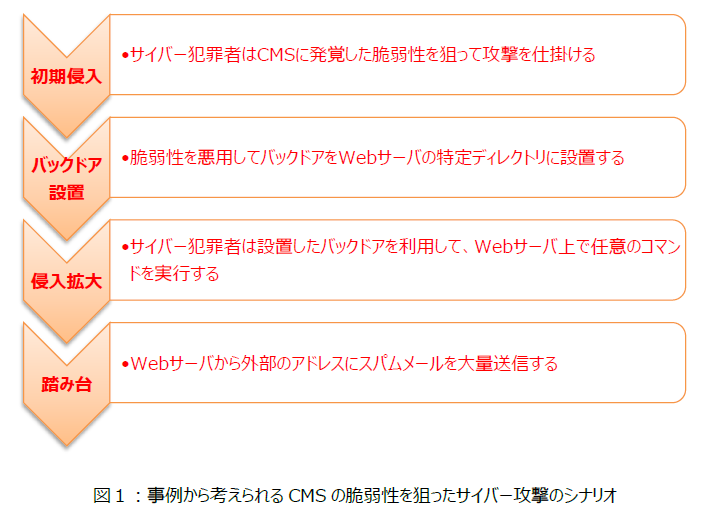 初期侵入
•サイバー犯罪者はCMSに発覚した脆弱性を狙って攻撃を仕掛ける
バックドア
設置
•脆弱性を悪用してバックドアをWebサーバの特定ディレクトリに設置する
侵入拡大
•サイバー犯罪者は設置したバックドアを利用して、Webサーバ上で任意のコマン
ドを実行する
踏み台
•Webサーバから外部のアドレスにスパムメールを大量送信する
図１：事例から考えられる CMS の脆弱性を狙ったサイバー攻撃のシナリオ